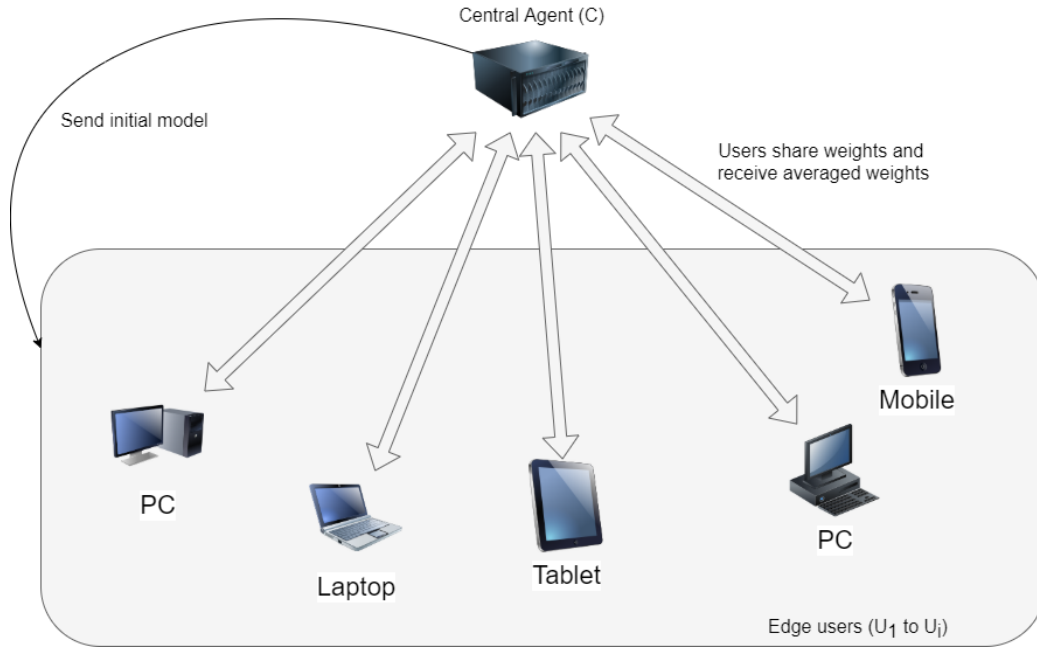 Central Agent (C)
Send initial model
Users share weights and
receive averaged weights
Mobile
PC
PC
Tablet
Laptop
Edge users (U₁ to Uᵢ)